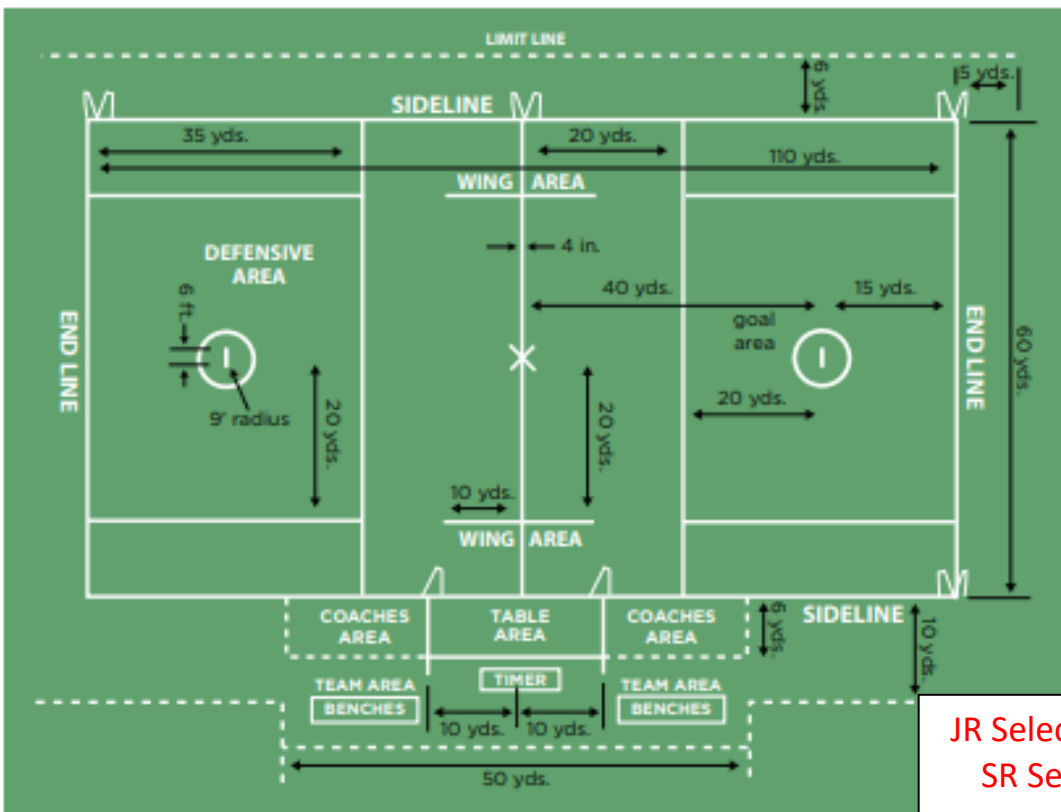 LIMIT LINE
6 yds.
5 yds.
SIDELINE
35 yds.
20 yds.
110 yds.
WING AREA
DEFENSIVE
AREA
4 in.
6 ft.
40 yds.
15 yds.
goal
area
END LINE
END LINE
60 yds.
9' radius
20 yds.
20 yds.
20 yds.
10 yds.
WING AREA
COACHES
AREA
TABLE
AREA
COACHES
AREA
6 yds.
SIDELINE
10 yds.
TIMER
TEAM AREA
BENCHES
TEAM AREA
BENCHES
10 yds.
10 yds.
50 yds.
JR Selec
SR Se